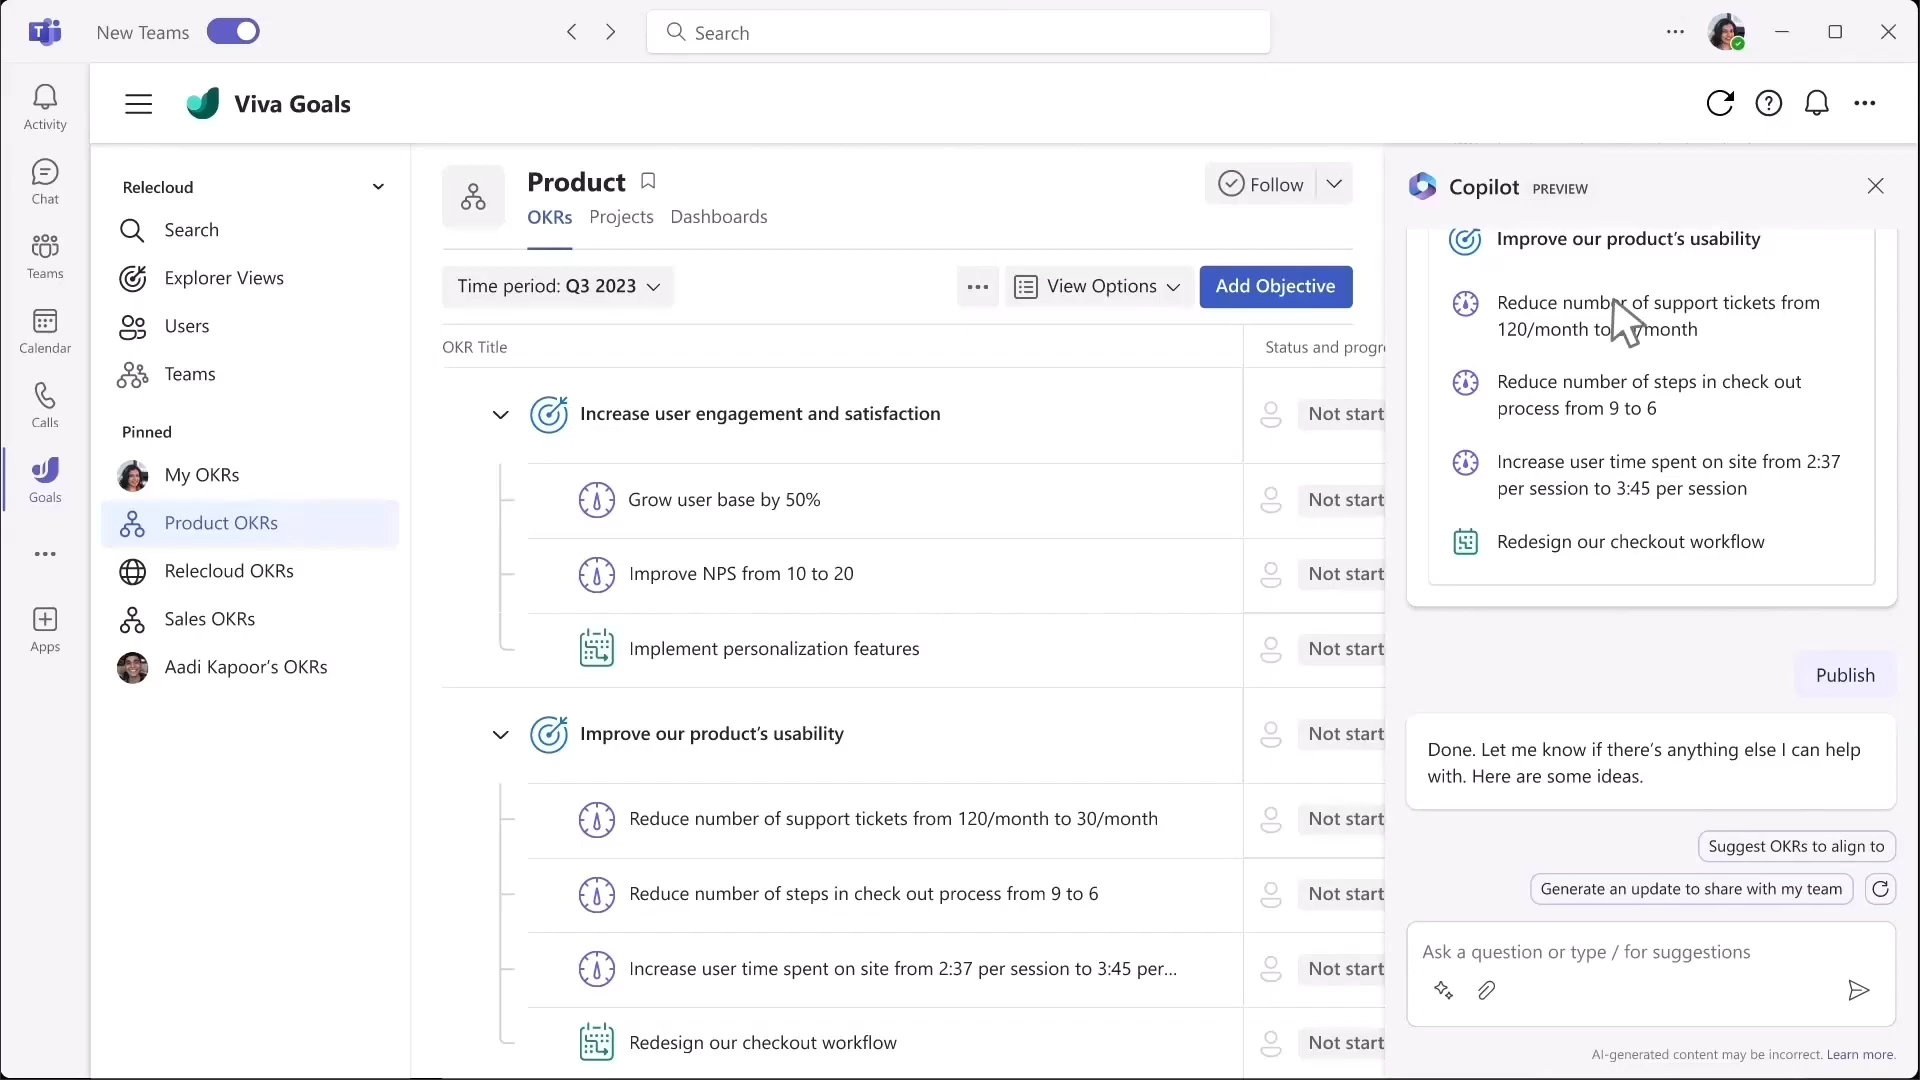 New Teams
Search
Activity
Chat
Teams
Calendar
Calls
Goals
Apps
Viva Goals
Relecloud
Search
Explorer Views
Users
Teams
Pinned
My OKRs
Product OKRs
Relecloud OKRs
Sales OKRs
Aadi Kapoor's OKRs
Product
Follow
OKRs Projects Dashboards
Time period: Q3 2023
View Options
Add Objective
OKR Title
Status and progre
Increase user engagement and satisfaction
Not start
Grow user base by 50%
Not start
Improve NPS from 10 to 20
Not start
Implement personalization features
Not start
Improve our product's usability
Not start
Reduce number of support tickets from 120/month to 30/month
Not start
Reduce number of steps in check out process from 9 to 6
Not start
Increase user time spent on site from 2:37 per session to 3:45 per...
Not start
Redesign our checkout workflow
Not start
Copilot PREVIEW
Improve our product's usability
Reduce number of support tickets from
120/month to /month
Reduce number of steps in check out
process from 9 to 6
Increase user time spent on site from 2:37
per session to 3:45 per session
Redesign our checkout workflow
Publish
Done. Let me know if there's anything else I can help
with. Here are some ideas.
Suggest OKRs to align to
Generate an update to share with my team
Ask a question or type / for suggestions
AI-generated content may be incorrect. Learn more.